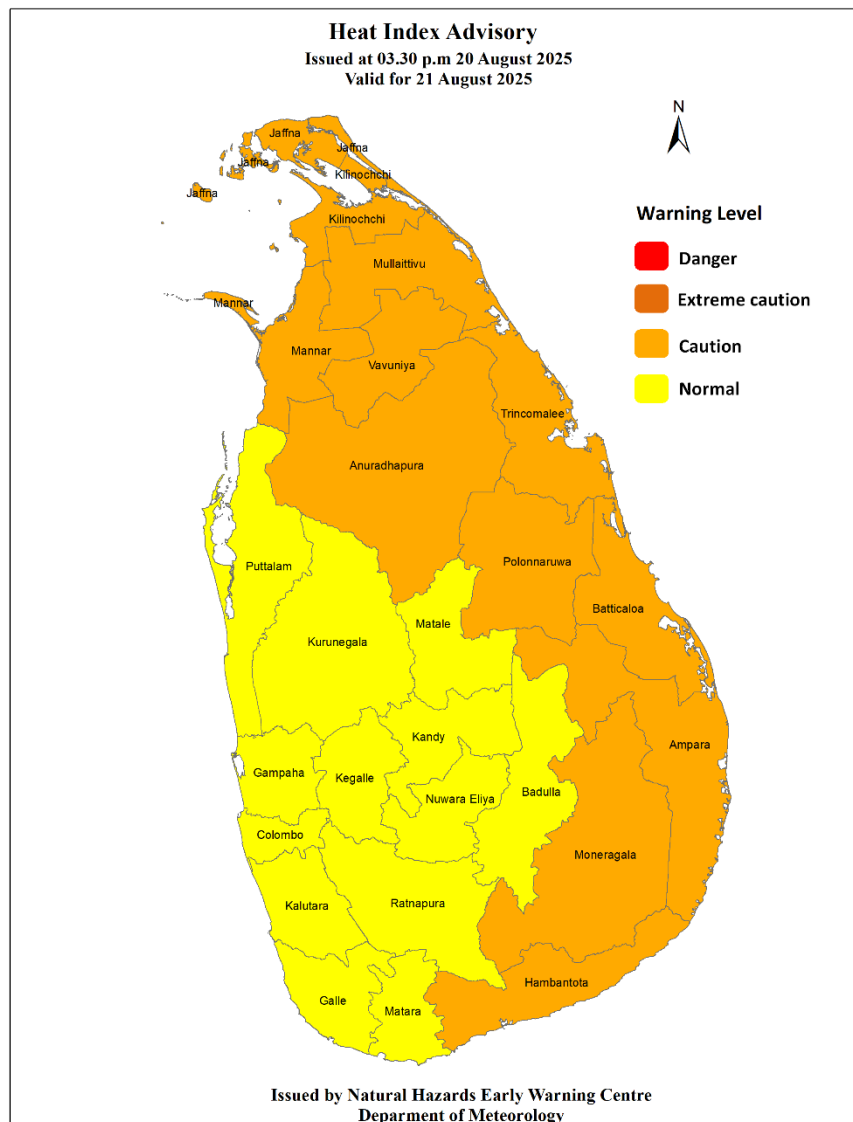 Heat Index Advisory
Issued at 03.30 p.m 20 August 2025
Valid for 21 August 2025
N
Jaffna
Jaffna
Jaffna
Kilinochchi
Jaffna
Kilinochchi
Warning Level
Mullaittivu
Danger
Extreme caution
Mannar
Caution
Mannar
Vavuniya
Normal
Trincomalee
Anuradhapura
Puttalam
Polonnaruwa
Batticaloa
Matale
Kurunegala
Kandy
Ampara
Gampaha
Kegalle
Nuwara Eliya
Badulla
Colombo
Moneragala
Kalutara
Ratnapura
Hambantota
Galle
Matara
Issued by Natural Hazards Early Warning Centre
Deparment of Meteorology